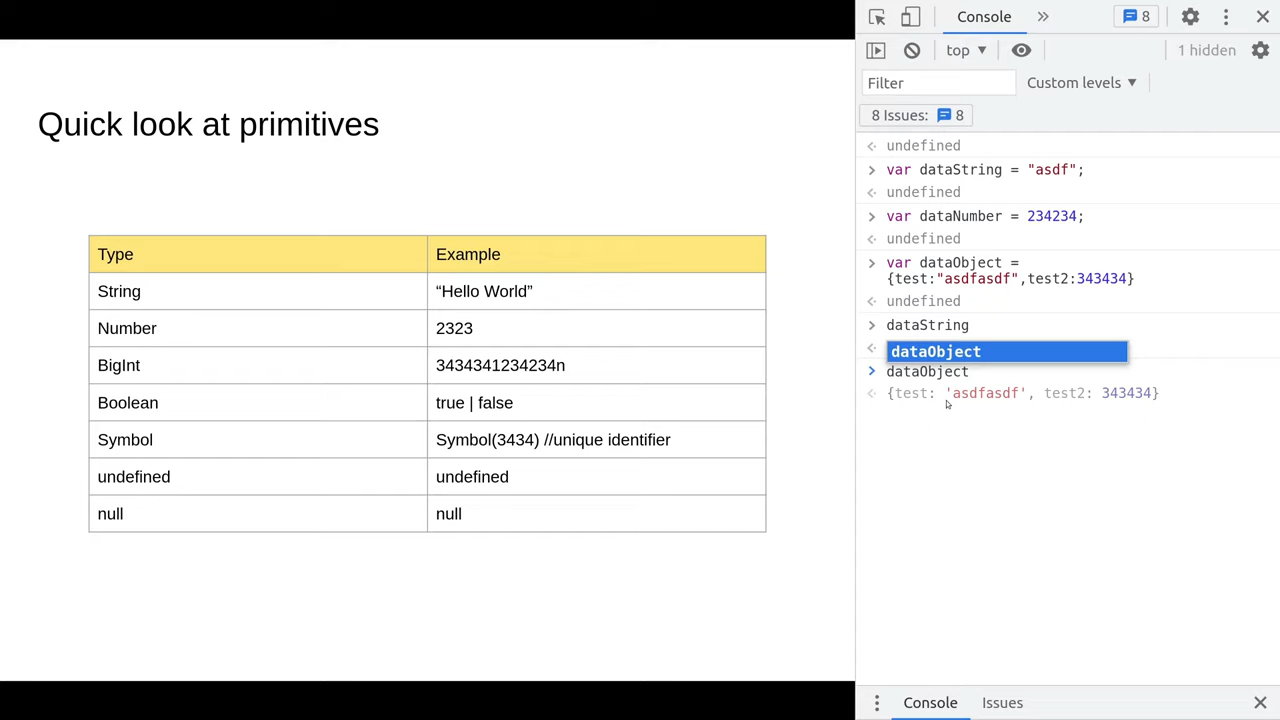 Quick look at primitives
Type Example
String “Hello World”
Number 2323
BigInt 3434341234234n
Boolean true | false
Symbol Symbol(3434) //unique identifier
undefined undefined
null null
Console 8
top 1 hidden
Filter Custom levels
8 Issues: 8
undefined
var dataString = "asdf";
undefined
var dataNumber = 234234;
undefined
var dataObject =
{test:"asdfasdf",test2:343434}
undefined
dataString
dataObject
dataObject
{test: 'asdfasdf', test2: 343434}
Console Issues